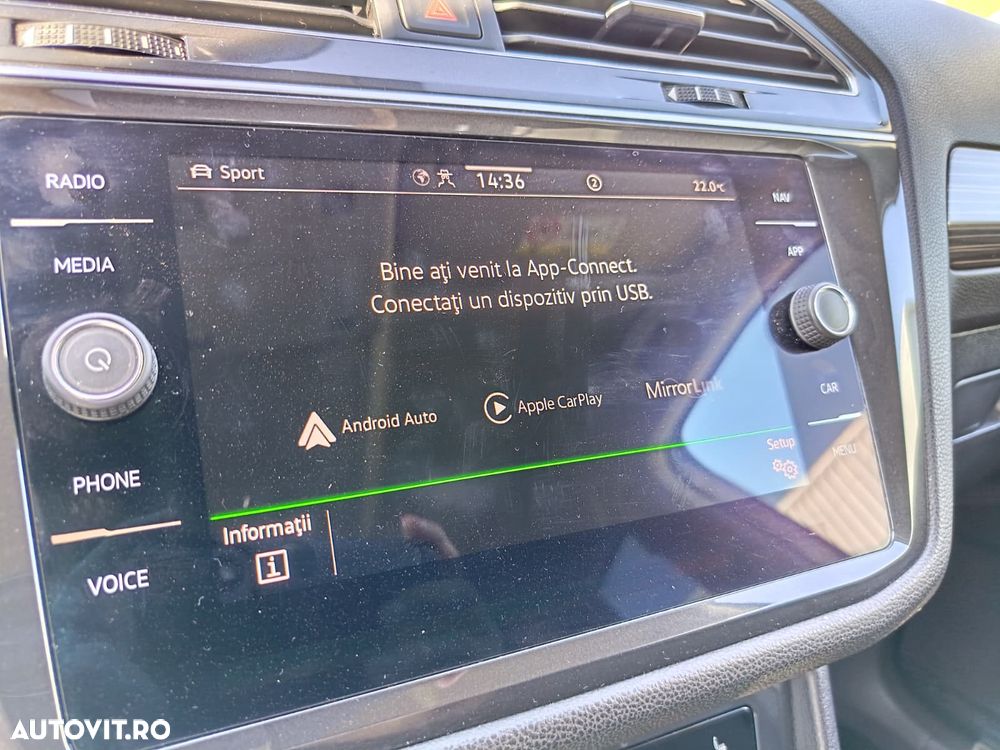 RADIO
MEDIA
PHONE
VOICE
Sport
14:36
2
22.0°C
Bine aţi venit la App-Connect.
Conectaţi un dispozitiv prin USB.
Android Auto
Apple CarPlay
MirrorLink
Setup
Informaţii
i
NAV
APP
CAR
MENU
AUTOVIT.RO